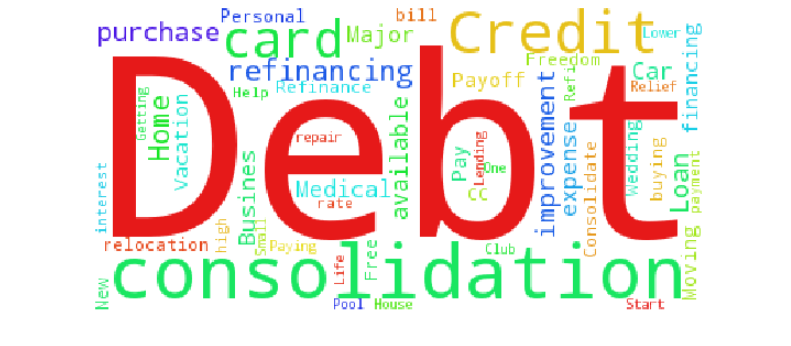 Personal
bill
purchase
card
Major
Credit
Lower
refinancing
Freedom
Refi
Car
financing
Help
Refinance
Payoff
Relief
Debt
Getting
Home
Vacation
repair
available
Pay
Lending
One
CC
improvement
expense
Consolidate
Wedding
buying
Loan
payment
interest
Medical
rate
Busines
relocation
high
Small
Paying
Life
Free
Club
Moving
consolidation
New
Pool
House
Start